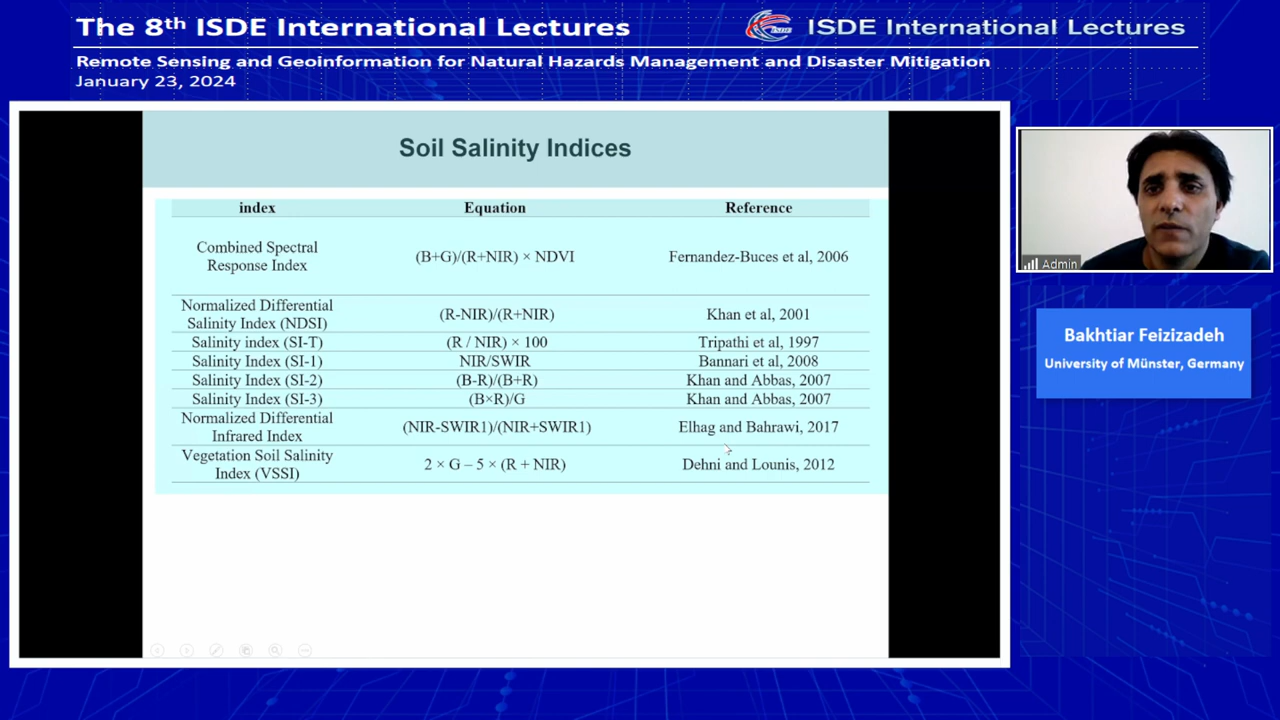 The 8th ISDE International Lectures
ISDE
ISDE International Lectures
Remote Sensing and Geoinformation for Natural Hazards Management and Disaster Mitigation
January 23, 2024
Soil Salinity Indices
index Equation Reference
Combined Spectral
Response Index (B+G)/(R+NIR) × NDVI Fernandez-Buces et al, 2006
Normalized Differential
Salinity Index (NDSI) (R-NIR)/(R+NIR) Khan et al, 2001
Salinity index (SI-T) (R / NIR) × 100 Tripathi et al, 1997
Salinity Index (SI-1) NIR/SWIR Bannari et al, 2008
Salinity Index (SI-2) (B-R)/(B+R) Khan and Abbas, 2007
Salinity Index (SI-3) (B×R)/G Khan and Abbas, 2007
Normalized Differential
Infrared Index (NIR-SWIR1)/(NIR+SWIR1) Elhag and Bahrawi, 2017
Vegetation Soil Salinity
Index (VSSI) 2 × G – 5 × (R + NIR) Dehni and Lounis, 2012
Admin
Bakhtiar Feizizadeh
University of Münster, Germany